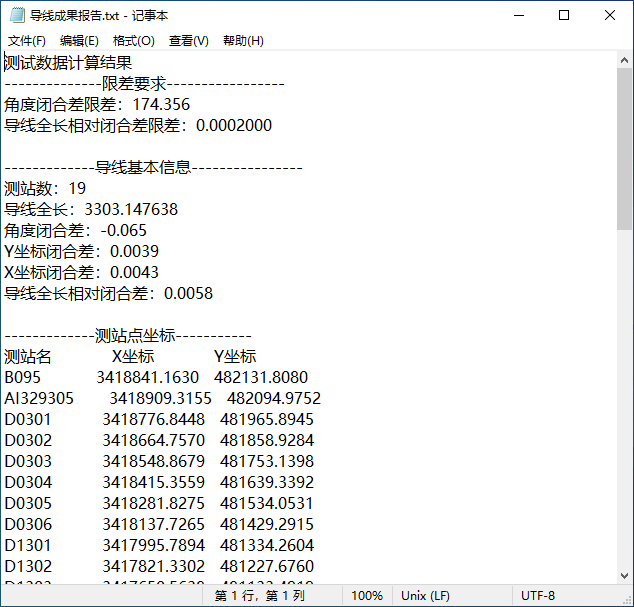 导线成果报告.txt - 记事本
文件(F) 编辑(E) 格式(O) 查看(V) 帮助(H)
测试数据计算结果
--------------限差要求-----------------
角度闭合差限差：174.356
导线全长相对闭合差限差：0.0002000
-------------导线基本信息----------------
测站数：19
导线全长：3303.147638
角度闭合差：-0.065
Y坐标闭合差：0.0039
X坐标闭合差：0.0043
导线全长相对闭合差：0.0058
-------------测站点坐标-----------
测站名 X坐标 Y坐标
B095 3418841.1630 482131.8080
AI329305 3418909.3155 482094.9752
D0301 3418776.8448 481965.8945
D0302 3418664.7570 481858.9284
D0303 3418548.8679 481753.1398
D0304 3418415.3559 481639.3392
D0305 3418281.8275 481534.0531
D0306 3418137.7265 481429.2915
D1301 3417995.7894 481334.2604
D1302 3417821.3302 481227.6760
第 1 行，第 1 列 100% Unix (LF) UTF-8